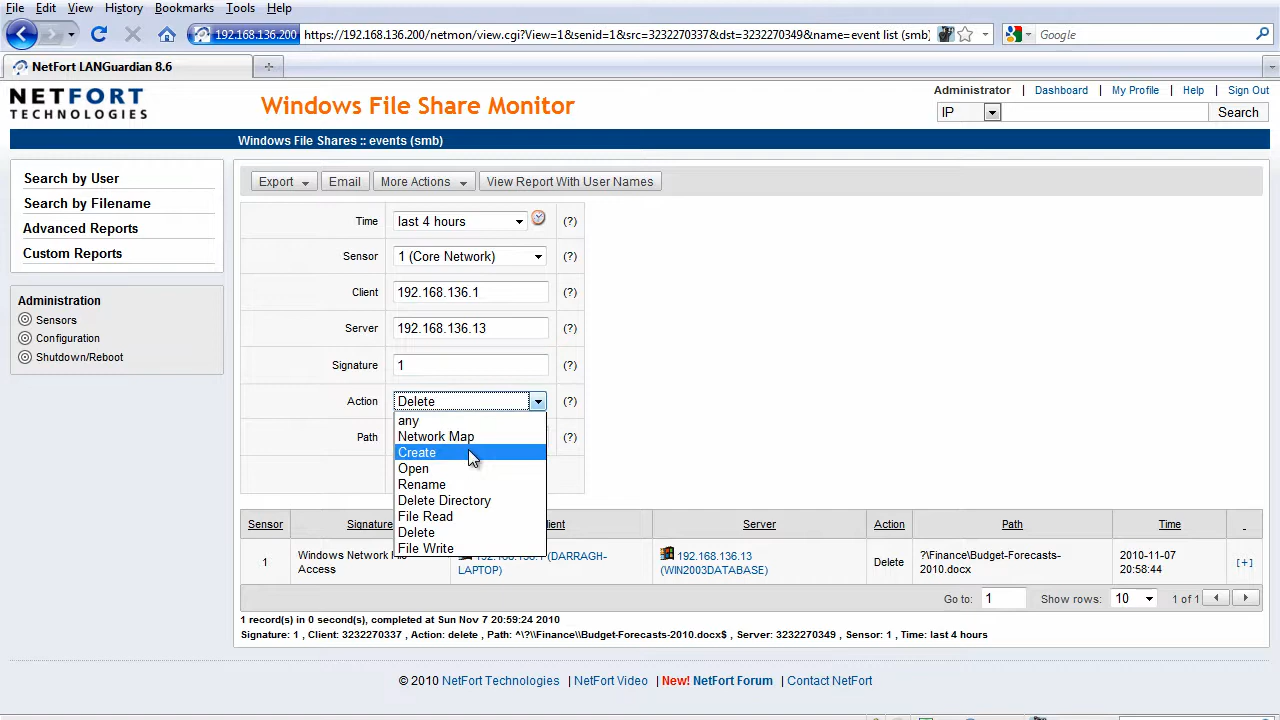 File Edit View History Bookmarks Tools Help
192.168.136.200 https://192.168.136.200/netmon/view.cgi?View=1&senid=1&src=3232270337&dst=3232270349&name=event list (smb) Google
NetFort LANGuardian 8.6
NETFORT TECHNOLOGIES
Windows File Share Monitor
Administrator | Dashboard | My Profile | Help | Sign Out
IP Search
Windows File Shares :: events (smb)
Search by User
Search by Filename
Advanced Reports
Custom Reports
Administration
Sensors
Configuration
Shutdown/Reboot
Export Email More Actions View Report With User Names
Time last 4 hours (?)
Sensor 1 (Core Network) (?)
Client 192.168.136.1 (?)
Server 192.168.136.13 (?)
Signature 1 (?)
Action Delete (?)
Path (?)
any
Network Map
Create
Open
Rename
Delete Directory
File Read
Delete
File Write
Sensor Signature Server Action Path Time
1 Windows Network File Access (DARRAGH-LAPTOP) 192.168.136.13 (WIN2003DATABASE) Delete ?\Finance\Budget-Forecasts-2010.docx 2010-11-07 20:58:44 [+]
Go to: 1 Show rows: 10 1 of 1
1 record(s) in 0 second(s), completed at Sun Nov 7 20:59:24 2010
Signature: 1 , Client: 3232270337 , Action: delete , Path: ^\?\\Finance\\Budget-Forecasts-2010.docx$ , Server: 3232270349 , Sensor: 1 , Time: last 4 hours
© 2010 NetFort Technologies | NetFort Video | New! NetFort Forum | Contact NetFort